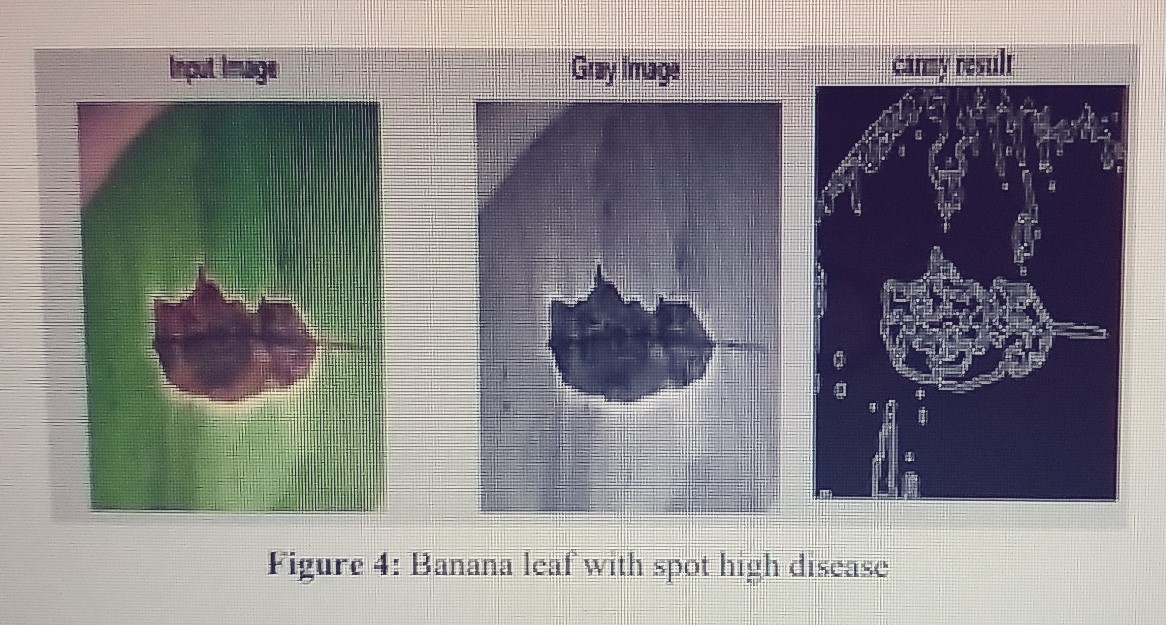 Input Image
Gray Image
canny result
Figure 4: Banana leaf with spot high disease